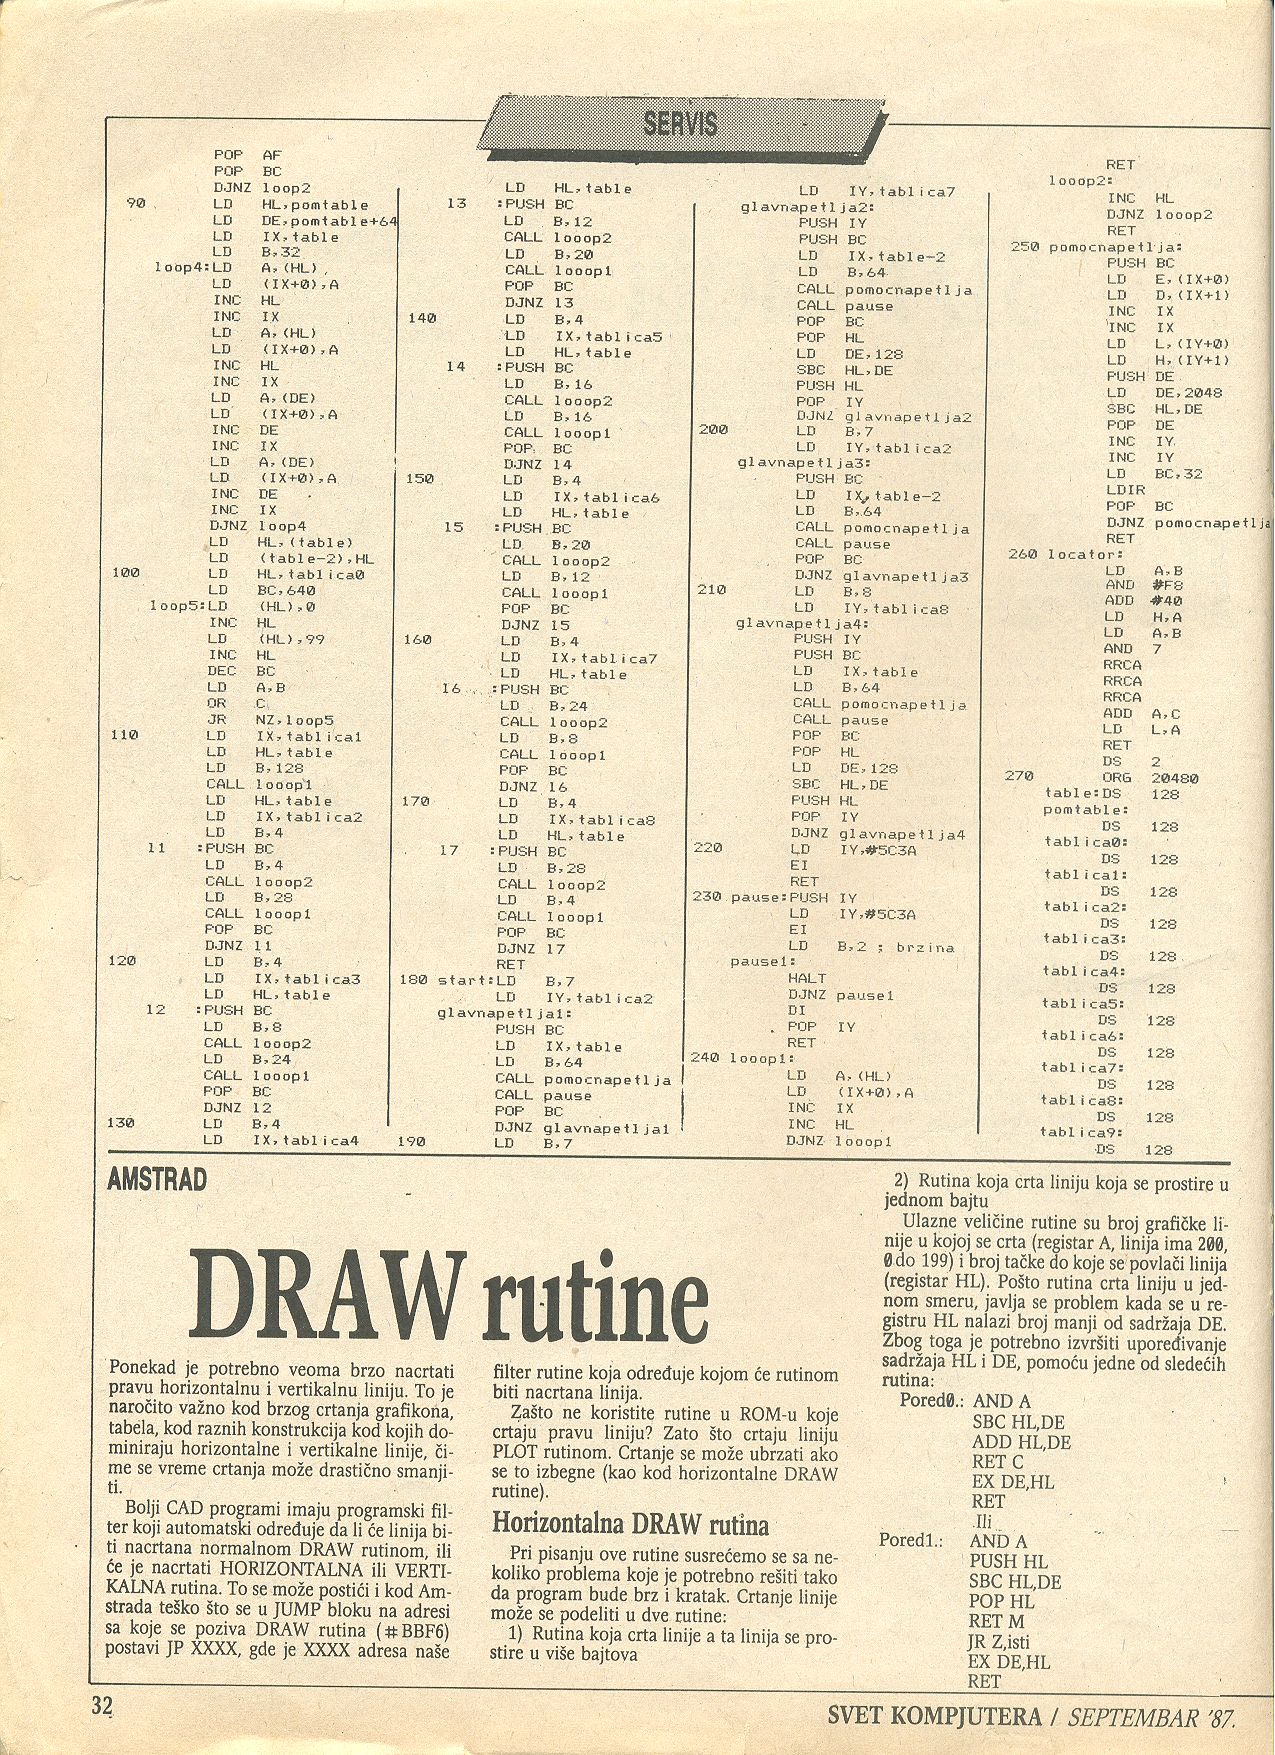 SERVIS
POP AF
POP BC
DJNZ loop2
90 LD HL,pomtable
LD DE,pomtable+64
LD IX,table
LD B,32
loop4:LD A,(HL)
LD (IX+0),A
INC HL
INC IX
LD A,(HL)
LD (IX+0),A
INC HL
INC IX
LD A,(DE)
LD (IX+0),A
INC DE
INC IX
LD A,(DE)
LD (IX+0),A
INC DE
INC IX
DJNZ loop4
LD HL,(table)
LD (table-2),HL
100 LD HL,tablica0
LD BC,640
loop5:LD (HL),0
INC HL
LD (HL),99
INC HL
DEC BC
LD A,B
OR C
JR NZ,loop5
110 LD IX,tablica1
LD HL,table
LD B,128
CALL looop1
LD HL,table
LD IX,tablica2
LD B,4
11 :PUSH BC
LD B,4
CALL looop2
LD B,28
CALL looop1
POP BC
DJNZ 11
120 LD B,4
LD IX,tablica3
LD HL,table
12 :PUSH BC
LD B,8
CALL looop2
LD B,24
CALL looop1
POP BC
DJNZ 12
130 LD B,4
LD IX,tablica4
LD HL,table
13 :PUSH BC
LD B,12
CALL looop2
LD B,20
CALL looop1
POP BC
DJNZ 13
140 LD B,4
LD IX,tablica5
LD HL,table
14 :PUSH BC
LD B,16
CALL looop2
LD B,16
CALL looop1
POP BC
DJNZ 14
150 LD B,4
LD IX,tablica6
LD HL,table
15 :PUSH BC
LD B,20
CALL looop2
LD B,12
CALL looop1
POP BC
DJNZ 15
160 LD B,4
LD IX,tablica7
LD HL,table
16 :PUSH BC
LD B,24
CALL looop2
LD B,8
CALL looop1
POP BC
DJNZ 16
170 LD B,4
LD IX,tablica8
LD HL,table
17 :PUSH BC
LD B,28
CALL looop2
LD B,4
CALL looop1
POP BC
DJNZ 17
RET
180 start:LD B,7
LD IY,tablica2
glavnapetlja1:
PUSH BC
LD IX,table
LD B,64
CALL pomocnapetlja
CALL pause
POP BC
DJNZ glavnapetlja1
190 LD B,7
LD IY,tablica7
glavnapetlja2:
PUSH IY
PUSH BC
LD IX,table-2
LD B,64
CALL pomocnapetlja
CALL pause
POP BC
POP HL
LD DE,128
SBC HL,DE
PUSH HL
POP IY
DJNZ glavnapetlja2
200 LD B,7
LD IY,tablica2
glavnapetlja3:
PUSH BC
LD IX,table-2
LD B,64
CALL pomocnapetlja
CALL pause
POP BC
DJNZ glavnapetlja3
210 LD B,8
LD IY,tablica8
glavnapetlja4:
PUSH IY
PUSH BC
LD IX,table
LD B,64
CALL pomocnapetlja
CALL pause
POP BC
POP HL
LD DE,128
SBC HL,DE
PUSH HL
POP IY
DJNZ glavnapetlja4
220 LD IY,#5C3A
EI
RET
230 pause:PUSH IY
LD IY,#5C3A
EI
LD B,2 ; brzina
pause1:
HALT
DJNZ pause1
DI
POP IY
RET
240 looop1:
LD A,(HL)
LD (IX+0),A
INC IX
INC HL
DJNZ looop1
RET
looop2:
INC HL
DJNZ looop2
RET
250 pomocnapetlja:
PUSH BC
LD E,(IX+0)
LD D,(IX+1)
INC IX
INC IX
LD L,(IY+0)
LD H,(IY+1)
PUSH DE
LD DE,2048
SBC HL,DE
POP DE
INC IY
INC IY
LD BC,32
LDIR
POP BC
DJNZ pomocnapetlja
RET
260 locator:
LD A,B
AND #F8
ADD #40
LD H,A
LD A,B
AND 7
RRCA
RRCA
RRCA
ADD A,C
LD L,A
RET
DS 2
270 ORG 20480
table:DS 128
pomtable:
DS 128
tablica0:
DS 128
tablica1:
DS 128
tablica2:
DS 128
tablica3:
DS 128
tablica4:
DS 128
tablica5:
DS 128
tablica6:
DS 128
tablica7:
DS 128
tablica8:
DS 128
tablica9:
DS 128
AMSTRAD
DRAW rutine
Ponekad je potrebno veoma brzo nacrtati
pravu horizontalnu i vertikalnu liniju. To je
naročito važno kod brzog crtanja grafikona,
tabela, kod raznih konstrukcija kod kojih do-
miniraju horizontalne i vertikalne linije, či-
me se vreme crtanja može drastično smanji-
ti.
Bolji CAD programi imaju programski fil-
ter koji automatski određuje da li će linija bi-
ti nacrtana normalnom DRAW rutinom, ili
će je nacrtati HORIZONTALNA ili VERTI-
KALNA rutina. To se može postići i kod Am-
strada teško što se u JUMP bloku na adresi
sa koje se poziva DRAW rutina (#BBF6)
postavi JP XXXX, gde je XXXX adresa naše
filter rutine koja određuje kojom će rutinom
biti nacrtana linija.
Zašto ne koristite rutine u ROM-u koje
crtaju pravu liniju? Zato što crtaju liniju
PLOT rutinom. Crtanje se može ubrzati ako
se to izbegne (kao kod horizontalne DRAW
rutine).
Horizontalna DRAW rutina
Pri pisanju ove rutine susrećemo se sa ne-
koliko problema koje je potrebno rešiti tako
da program bude brz i kratak. Crtanje linije
može se podeliti u dve rutine:
1) Rutina koja crta linije a ta linija se pro-
stire u više bajtova
2) Rutina koja crta liniju koja se prostire u
jednom bajtu
Ulazne veličine rutine su broj grafičke li-
nije u kojoj se crta (registar A, linija ima 200,
0 do 199) i broj tačke do koje se povlači linija
(registar HL). Pošto rutina crta liniju u jed-
nom smeru, javlja se problem kada se u re-
gistru HL nalazi broj manji od sadržaja DE.
Zbog toga je potrebno izvršiti upoređivanje
sadržaja HL i DE, pomoću jedne od sledećih
rutina:
Pored0.: AND A
SBC HL,DE
ADD HL,DE
RET C
EX DE,HL
RET
Ili
Pored1.: AND A
PUSH HL
SBC HL,DE
POP HL
RET M
JR Z,isti
EX DE,HL
RET
32
SVET KOMPJUTERA / SEPTEMBAR '87.